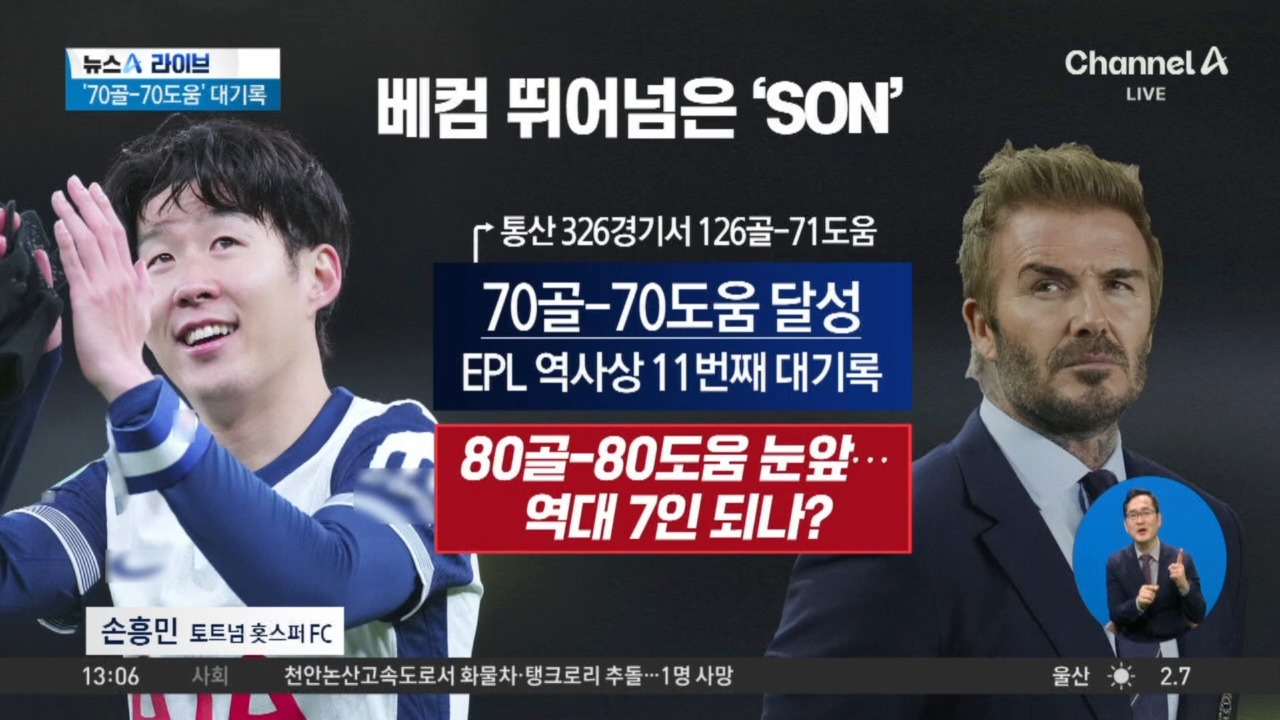 뉴스A 라이브
'70골-70도움' 대기록
베컴 뛰어넘은 ‘SON’
Channel A
LIVE
통산 326경기서 126골-71도움
70골-70도움 달성
EPL 역사상 11번째 대기록
80골-80도움 눈앞…
역대 7인 되나?
손흥민 토트넘 홋스퍼 FC
13:06 사회 천안논산고속도로서 화물차·탱크로리 추돌…1명 사망 울산 2.7
AIA